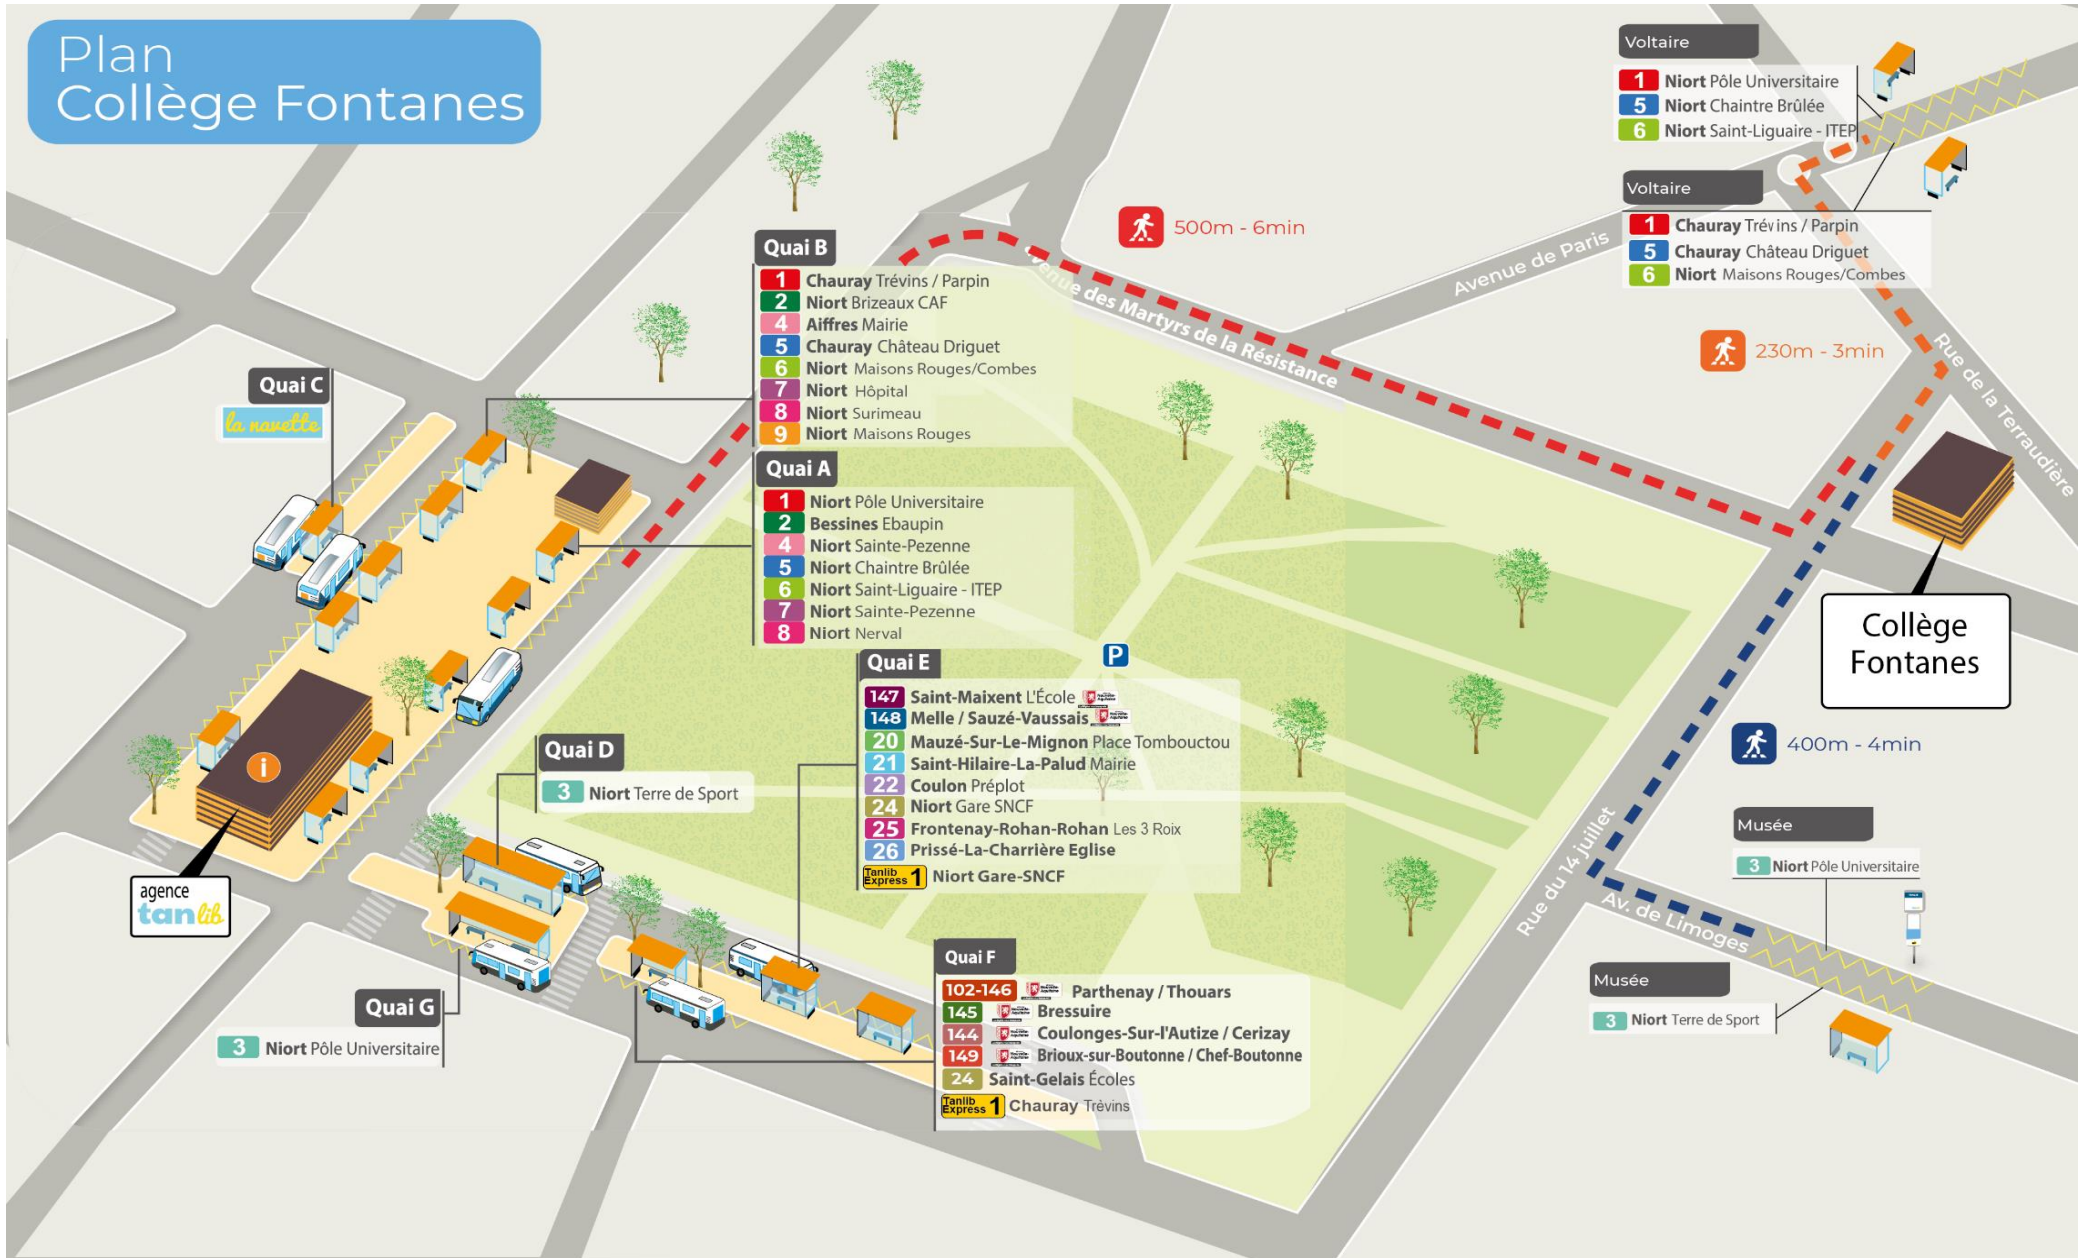 Plan
Collège Fontanes
Voltaire
1 Niort Pôle Universitaire
5 Niort Chaintre Brûlée
6 Niort Saint-Liguaire - ITEP
Voltaire
1 Chauray Trévins / Parpin
5 Chauray Château Driguet
6 Niort Maisons Rouges/Combes
500m - 6min
Avenue de Paris
Avenue des Martyrs de la Résistance
230m - 3min
Rue de la Terraudière
Quai B
1 Chauray Trévins / Parpin
2 Niort Brizeaux CAF
4 Aiffres Mairie
5 Chauray Château Driguet
6 Niort Maisons Rouges/Combes
7 Niort Hôpital
8 Niort Surimeau
9 Niort Maisons Rouges
Quai C
la navette
Quai A
1 Niort Pôle Universitaire
2 Bessines Ebaupin
4 Niort Sainte-Pezenne
5 Niort Chaintre Brûlée
6 Niort Saint-Liguaire - ITEP
7 Niort Sainte-Pezenne
8 Niort Nerval
P
Collège
Fontanes
Quai E
147 Saint-Maixent L'École
148 Melle / Sauzé-Vaussais
20 Mauzé-Sur-Le-Mignon Place Tombouctou
21 Saint-Hilaire-La-Palud Mairie
22 Coulon Préplot
24 Niort Gare SNCF
25 Frontenay-Rohan-Rohan Les 3 Roix
26 Prissé-La-Charrière Eglise
Tanlib Express 1 Niort Gare-SNCF
Quai D
3 Niort Terre de Sport
i
agence
tanlib
400m - 4min
Rue du 14 juillet
Av. de Limoges
Musée
3 Niort Pôle Universitaire
Musée
3 Niort Terre de Sport
Quai F
102-146 Parthenay / Thouars
145 Bressuire
144 Coulonges-Sur-l'Autize / Cerizay
149 Brioux-sur-Boutonne / Chef-Boutonne
24 Saint-Gelais Écoles
Tanlib Express 1 Chauray Trèvins
Quai G
3 Niort Pôle Universitaire